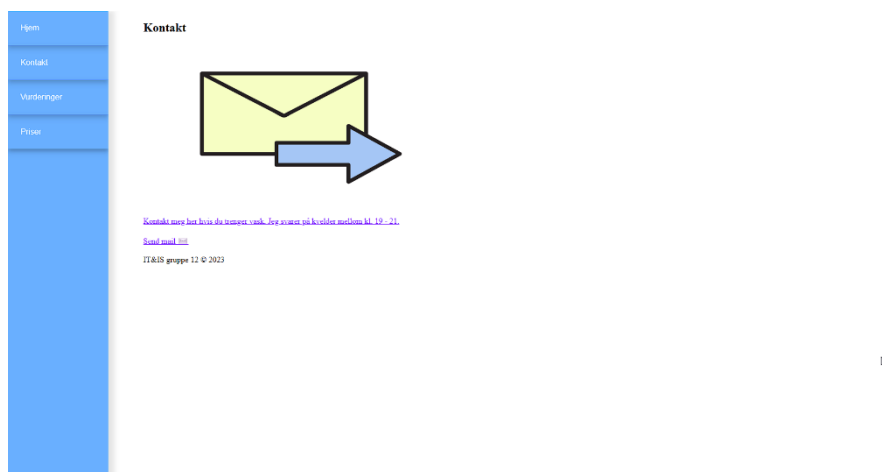 Hjem
Kontakt
Vurderinger
Priser
Kontakt
Kontakt meg her hvis du trenger vask. Jeg svarer på kvelder mellom kl. 19 - 21.
Send mail
IT&IS gruppe 12 © 2023